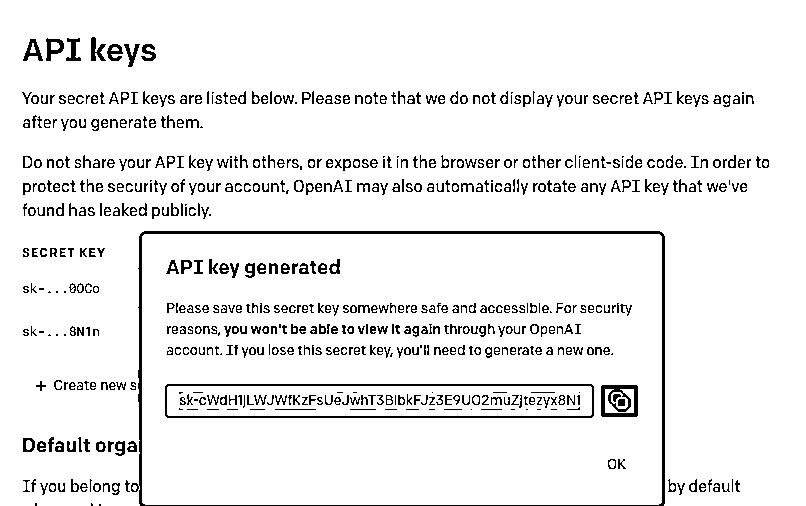 API keys
Your secret API keys are listed below. Please note that we do not display your secret API keys again
after you generate them.
Do not share your API key with others, or expose it in the browser or other client-side code. In order to
protect the security of your account, OpenAI may also automatically rotate any API key that we've
found has leaked publicly.
SECRET KEY
sk-...00Co
sk-...8N1n
+ Create new s
API key generated
Please save this secret key somewhere safe and accessible. For security
reasons, you won't be able to view it again through your OpenAI
account. If you lose this secret key, you'll need to generate a new one.
OK
Default orga
If you belong to
by default